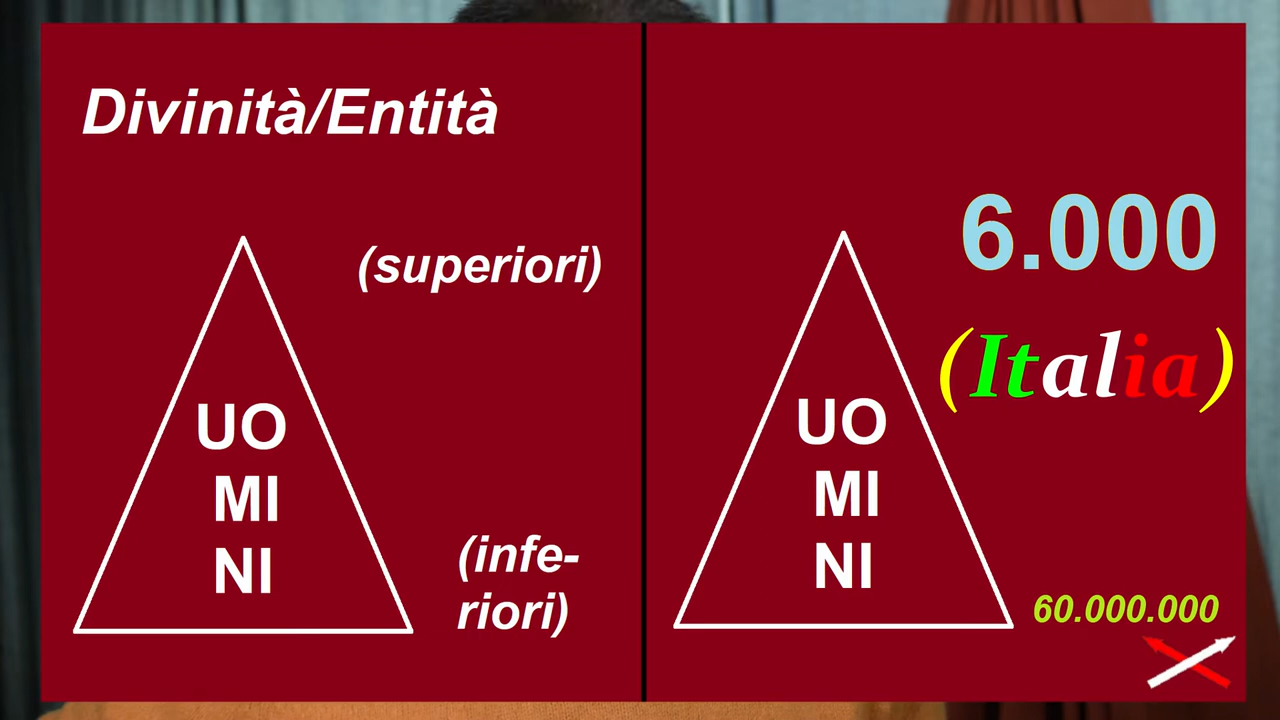 Divinità/Entità
(superiori)
UO
MI
NI
(infe-
riori)
6.000
(Italia)
UO
MI
NI
60.000.000